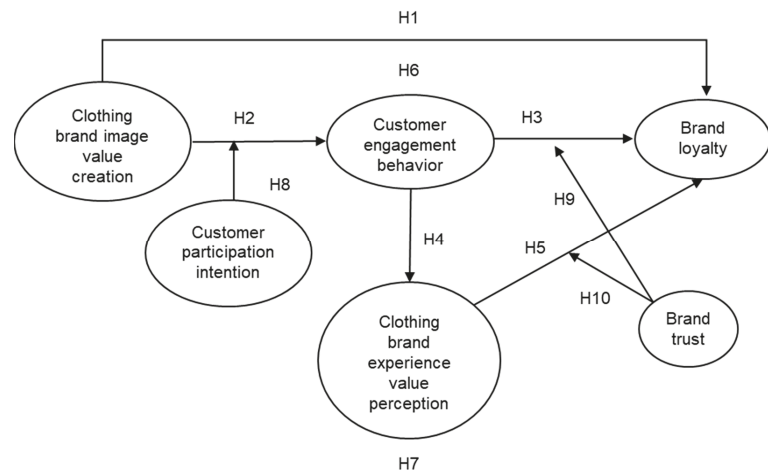 H1
H6
Clothing
brand image
value
creation
H2
Customer
engagement
behavior
H3
Brand
loyalty
H8
Customer
participation
intention
H4
H9
H5
H10
Clothing
brand
experience
value
perception
Brand
trust
H7